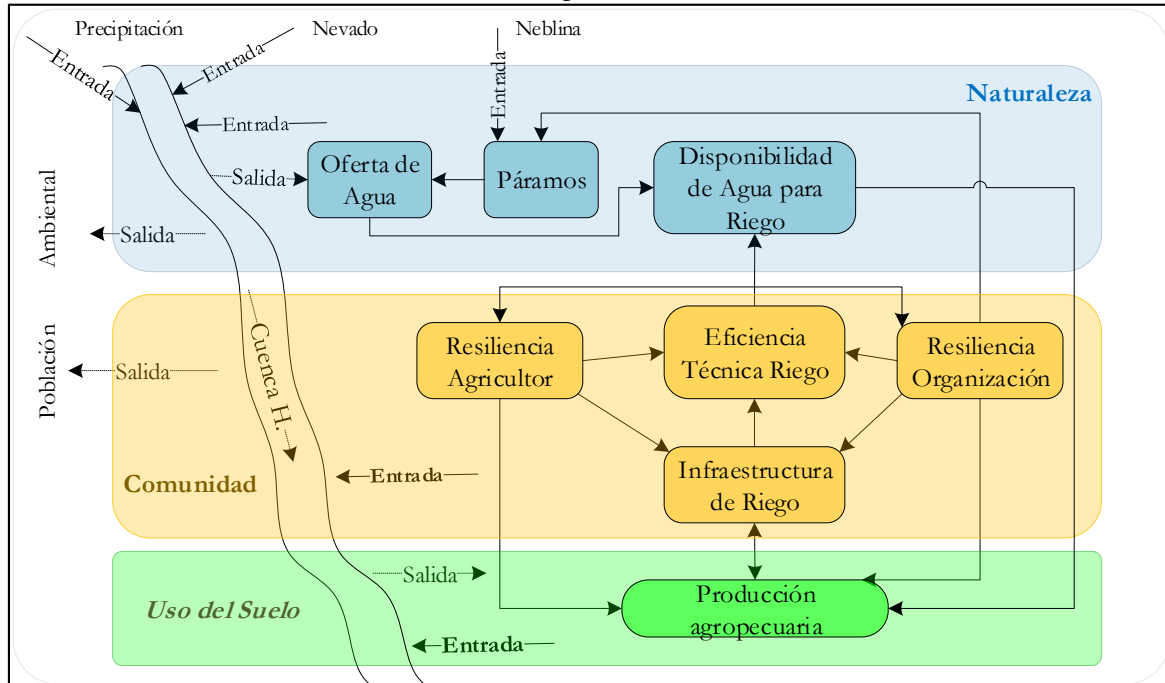 Precipitación
Nevado
Neblina
Entrada
Entrada
Entrada
Naturaleza
Entrada
Salida
Oferta de
Agua
Páramos
Disponibilidad
de Agua para
Riego
Ambiental
Salida
Población
Salida
Cuenca H.
Resiliencia
Agricultor
Eficiencia
Técnica Riego
Resiliencia
Organización
Entrada
Comunidad
Infraestructura
de Riego
Salida
Uso del Suelo
Producción
agropecuaria
Entrada